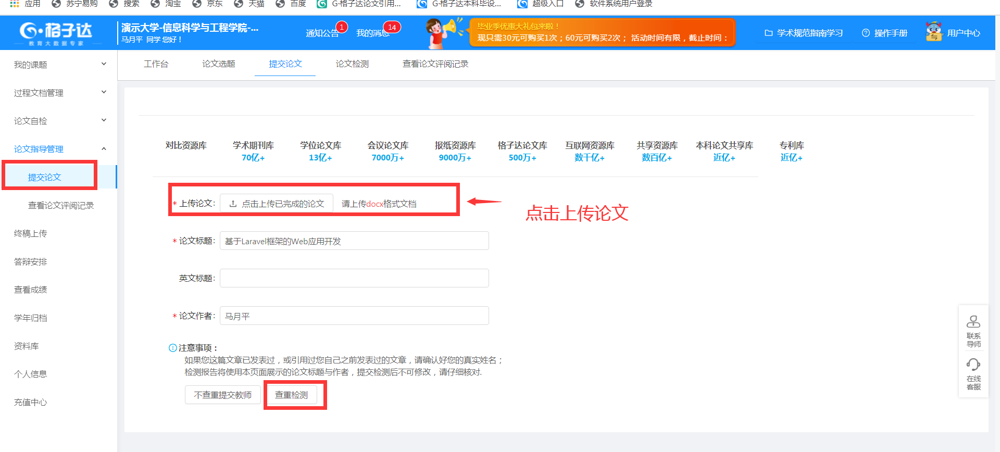 应用 苏宁易购 搜索 淘宝 京东 天猫 百度 G·格子达论文引用... G·格子达本科毕设... 超级入口 软件系统用户登录
格子达
教育大数据专家
演示大学-信息科学与工程学院-...
马月平 同学 您好！
通知公告 1 我的消息 14
毕业季优惠大礼包来啦！
现只需30元可购买1次；60元可购买2次； 活动时间有限，截止时间：
学术规范指南学习 操作手册 用户中心
工作台 论文选题 提交论文 论文检测 查看论文评阅记录
我的课题
过程文档管理
论文自检
论文指导管理
提交论文
查看论文评阅记录
终稿上传
答辩安排
查看成绩
学年归档
资料库
个人信息
充值中心
对比资源库 学术期刊库 学位论文库 会议论文库 报纸资源库 格子达论文库 互联网资源库 共享资源库 本科论文共享库 专利库
70亿+ 13亿+ 7000万+ 9000万+ 500万+ 数千亿+ 数百亿+ 近亿+ 近亿+
* 上传论文： 点击上传已完成的论文 请上传docx格式文档
点击上传论文
* 论文标题： 基于Laravel框架的Web应用开发
英文标题：
* 论文作者： 马月平
注意事项：
如果您这篇文章已发表过，或引用过您自己之前发表过的文章，请确认好您的真实姓名；
检测报告将使用本页面展示的论文标题与作者，提交检测后不可修改，请仔细核对.
不查重提交教师 查重检测
联系
导师
在线
客服